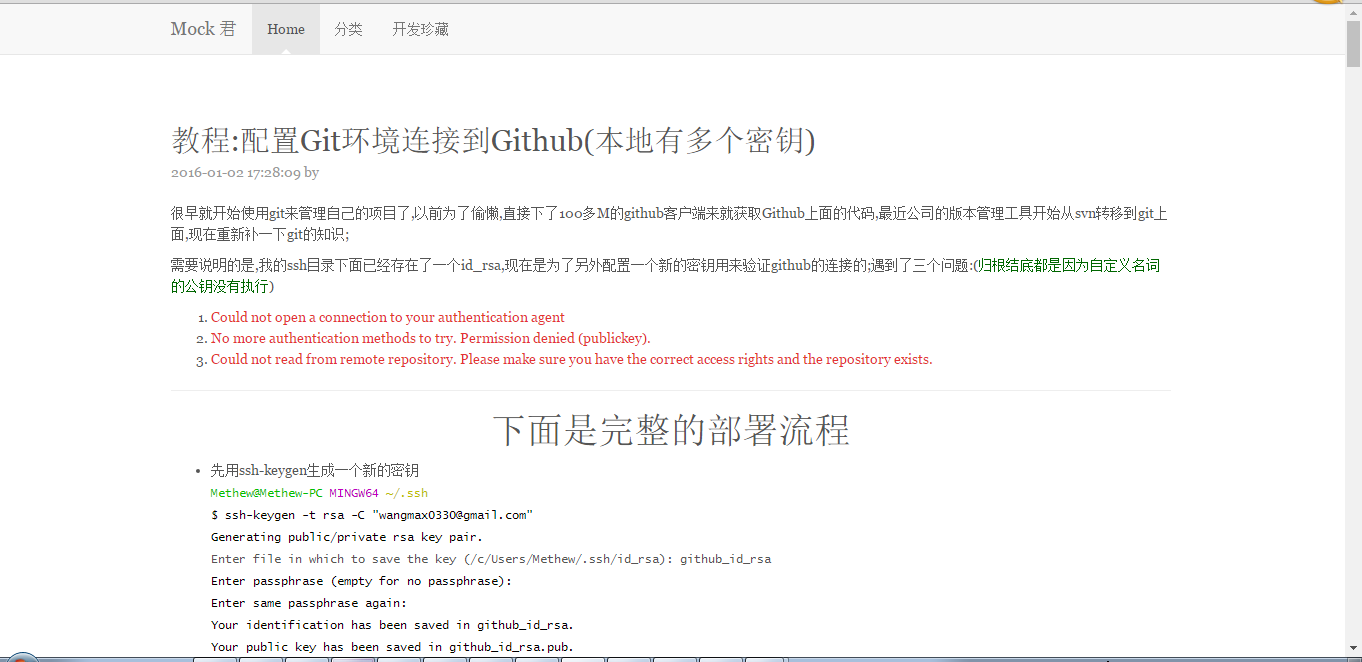 Mock 君 Home 分类 开发珍藏
教程:配置Git环境连接到Github(本地有多个密钥)
2016-01-02 17:28:09 by
很早就开始使用git来管理自己的项目了,以前为了偷懒,直接下了100多M的github客户端来就获取Github上面的代码,最近公司的版本管理工具开始从svn转移到git上
面,现在重新补一下git的知识;
需要说明的是,我的ssh目录下面已经存在了一个id_rsa,现在是为了另外配置一个新的密钥用来验证github的连接的;遇到了三个问题:(归根结底都是因为自定义名词
的公钥没有执行)
1. Could not open a connection to your authentication agent
2. No more authentication methods to try. Permission denied (publickey).
3. Could not read from remote repository. Please make sure you have the correct access rights and the repository exists.
下面是完整的部署流程
• 先用ssh-keygen生成一个新的密钥
Methew@Methew-PC MINGW64 ~/.ssh
$ ssh-keygen -t rsa -C "wangmax0330@gmail.com"
Generating public/private rsa key pair.
Enter file in which to save the key (/c/Users/Methew/.ssh/id_rsa): github_id_rsa
Enter passphrase (empty for no passphrase):
Enter same passphrase again:
Your identification has been saved in github_id_rsa.
Your public key has been saved in github_id_rsa.pub.